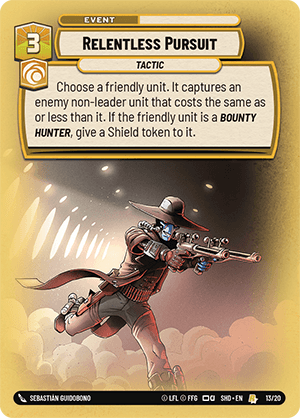 EVENT
3
RELENTLESS PURSUIT
TACTIC
Choose a friendly unit. It captures an
enemy non-leader unit that costs the same as
or less than it. If the friendly unit is a BOUNTY
HUNTER, give a Shield token to it.
SEBASTIÁN GUIDOBONO
© LFL © FFG
SHD • EN
13/20